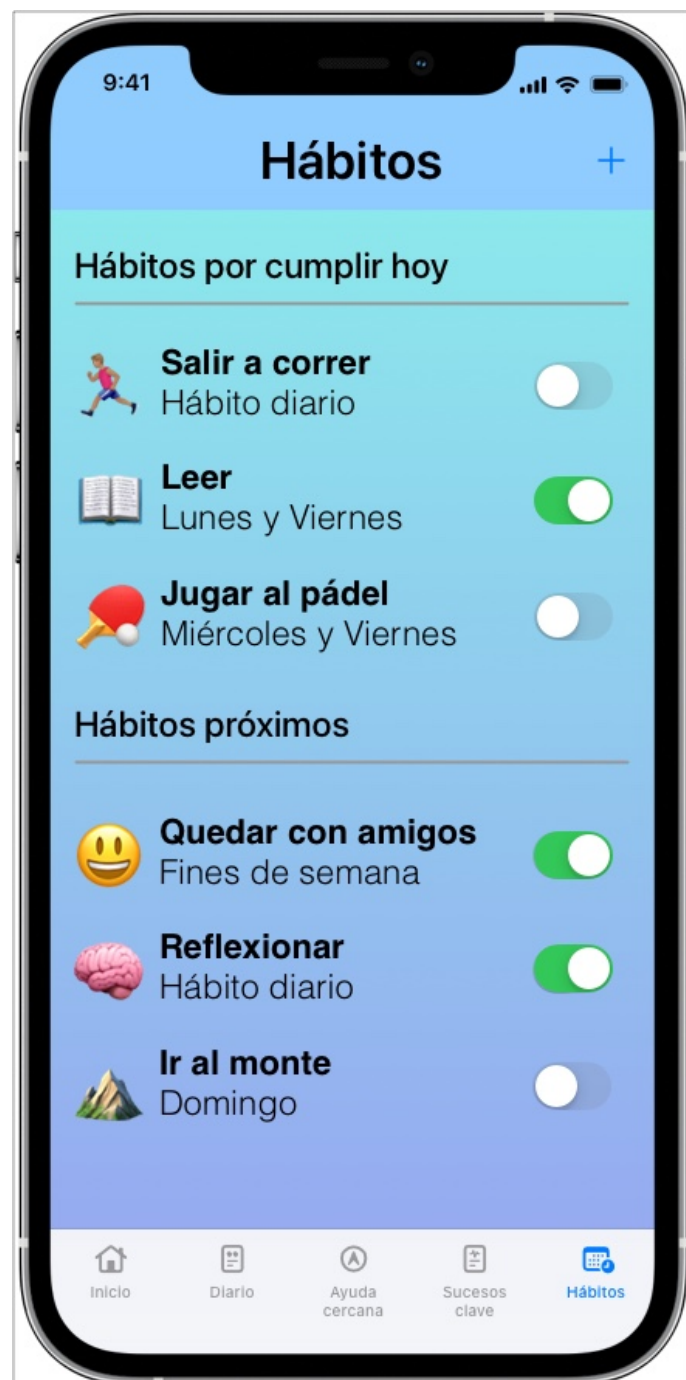 9:41
Hábitos
Hábitos por cumplir hoy
Salir a correr
Hábito diario
Leer
Lunes y Viernes
Jugar al pádel
Miércoles y Viernes
Hábitos próximos
Quedar con amigos
Fines de semana
Reflexionar
Hábito diario
Ir al monte
Domingo
Inicio
Diario
Ayuda
cercana
Sucesos
clave
Hábitos